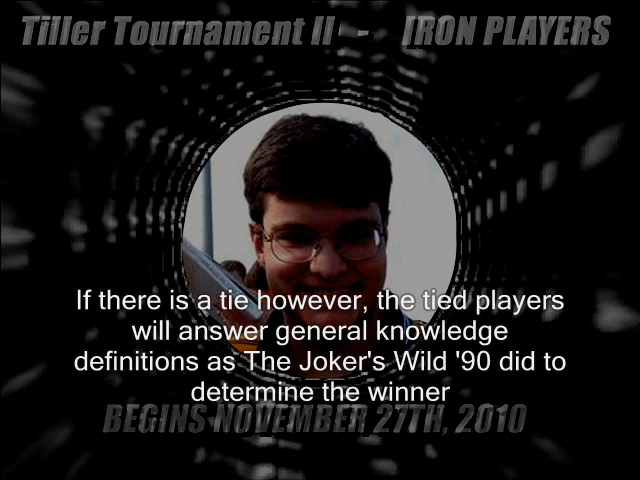 Tiller Tournament II - IRON PLAYERS
If there is a tie however, the tied players
will answer general knowledge
definitions as The Joker's Wild '90 did to
determine the winner
BEGINS NOVEMBER 27TH, 2010